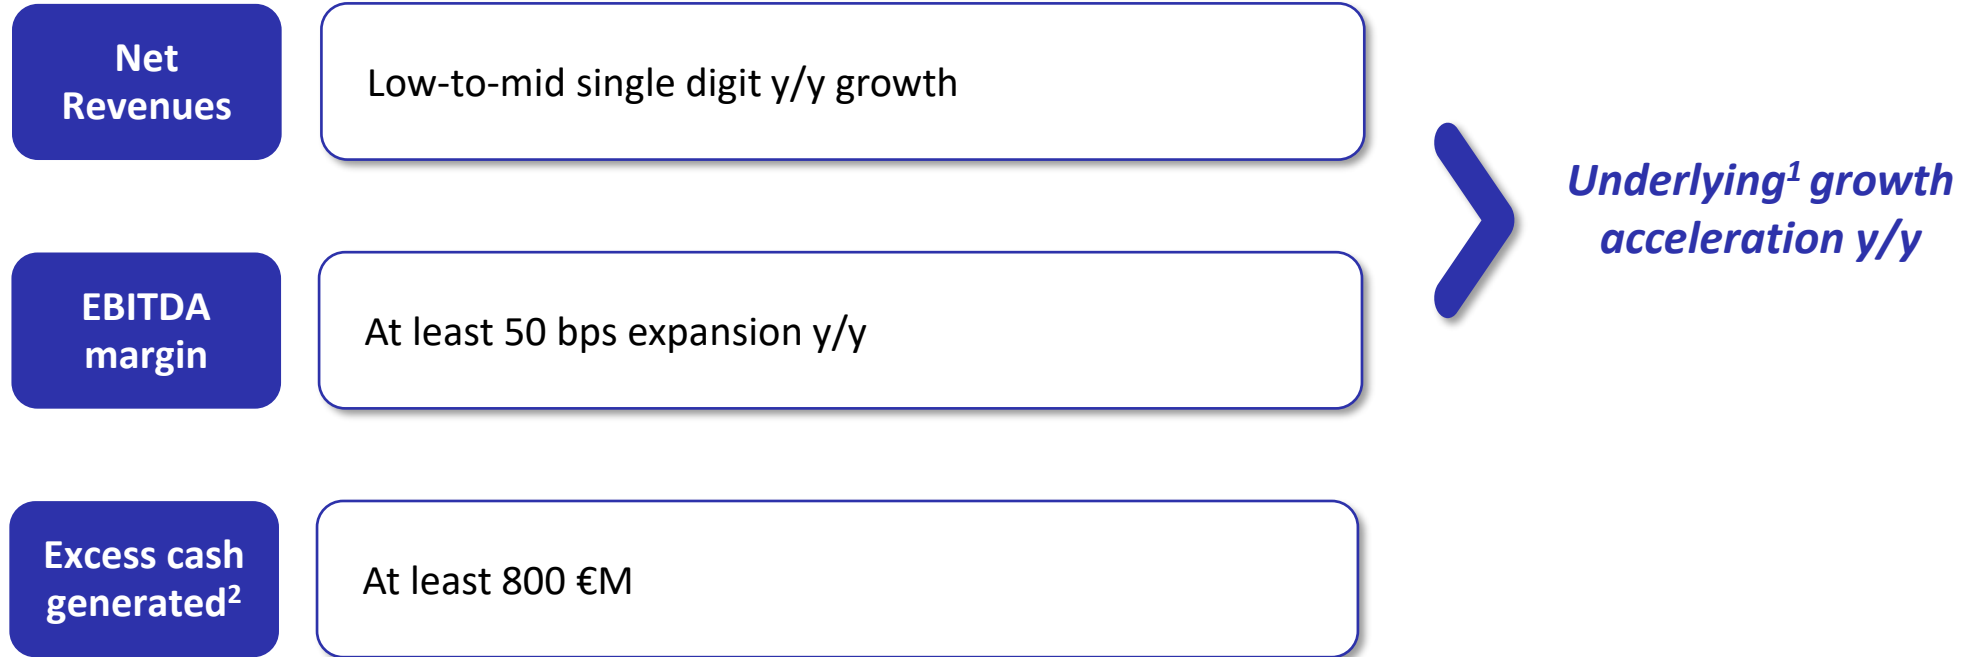 Net
Revenues
Low-to-mid single digit y/y growth
Underlying¹ growth
acceleration y/y
EBITDA
margin
At least 50 bps expansion y/y
Excess cash
generated²
At least 800 €M